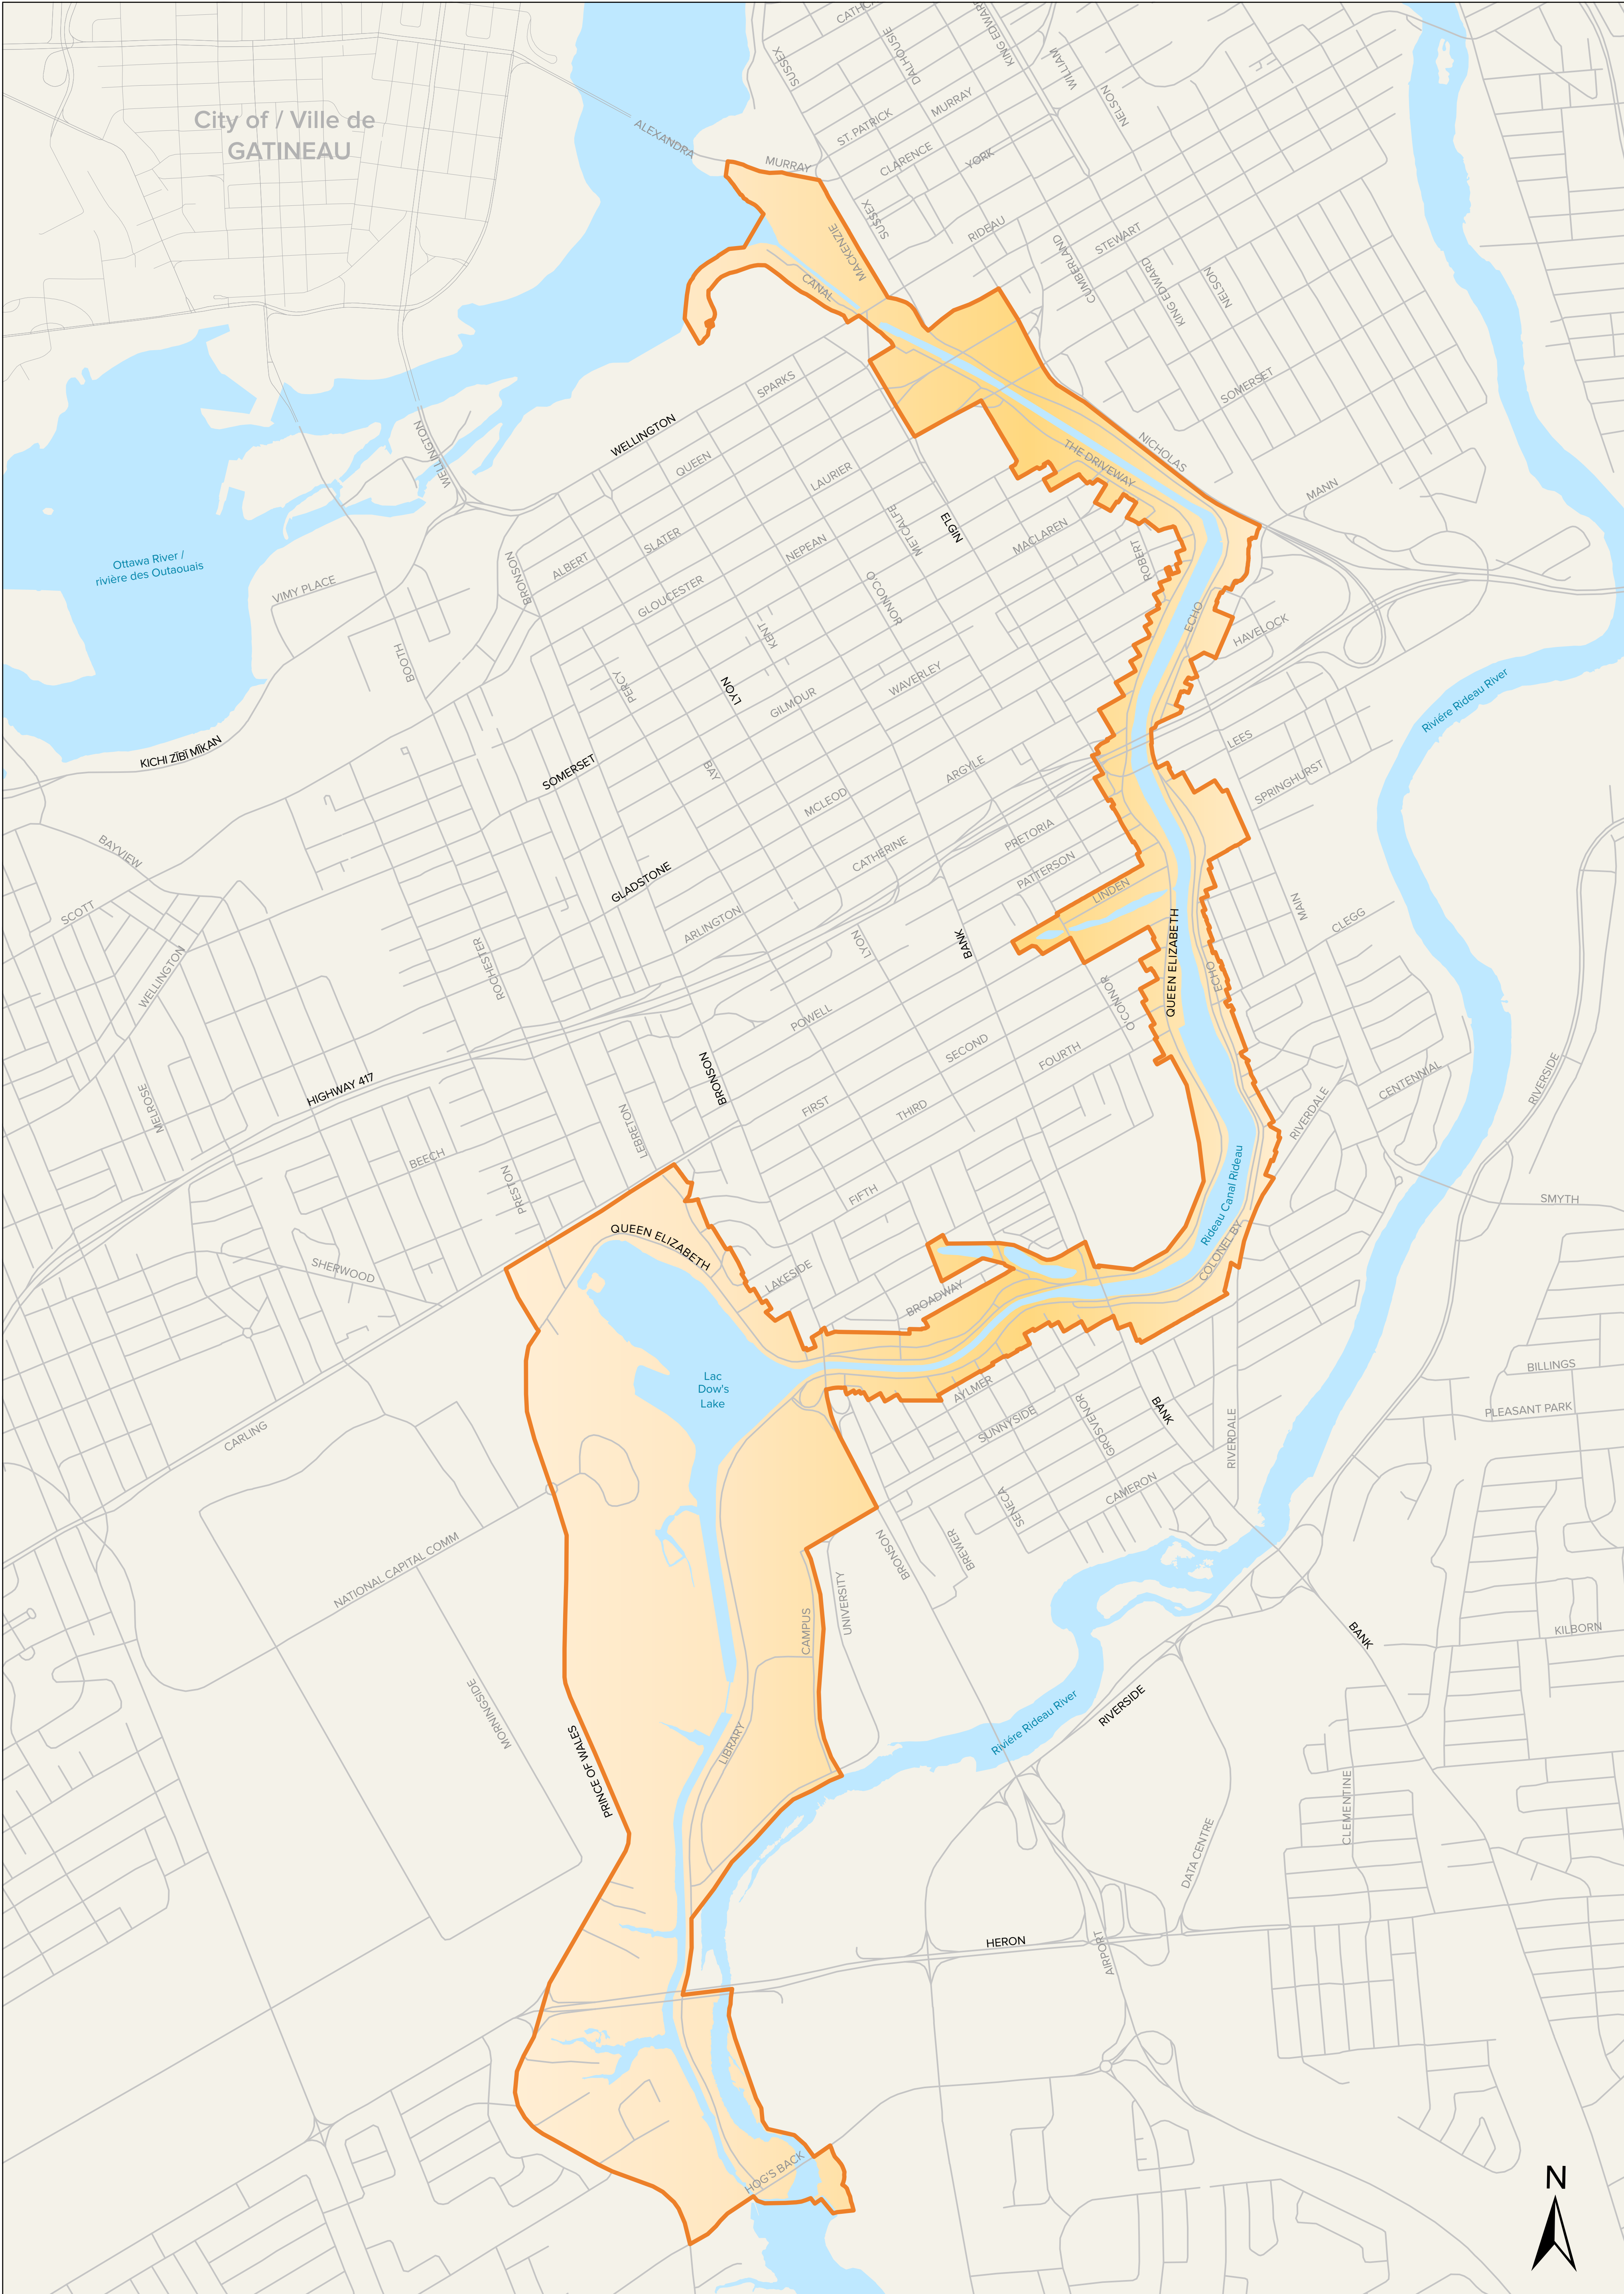 CATHC
SUSSEX
DALHOUSIE
KING EDWARD
WILLIAM
NELSON
City of / Ville de
GATINEAU
ALEXANDRA
MURRAY
ST. PATRICK
MURRAY
CLARENCE
YORK
SUSSEX
RIDEAU
MACKENZIE
CANAL
CUMBERLAND
STEWART
KING EDWARD
NELSON
SOMERSET
SPARKS
WELLINGTON
WELLINGTON
QUEEN
LAURIER
THE DRIVEWAY
NICHOLAS
MANN
Ottawa River /
rivière des Outaouais
VIMY PLACE
BRONSON
ALBERT
SLATER
NEPEAN
METCALFE
ELGIN
MACLAREN
ROBERT
GLOUCESTER
O'CONNOR
KENT
ECHO
HAVELOCK
BOOTH
PERCY
LYON
GILMOUR
WAVERLEY
Riviére Rideau River
KICHI ZĪBĪ MĪKAN
SOMERSET
BAY
ARGYLE
LEES
MCLEOD
SPRINGHURST
BAYVIEW
SCOTT
GLADSTONE
CATHERINE
PRETORIA
PATTERSON
LINDEN
MAIN
CLEGG
WELLINGTON
ARLINGTON
ROCHESTER
LYON
BANK
QUEEN ELIZABETH
ECHO
O'CONNOR
POWELL
SECOND
FOURTH
HIGHWAY 417
BRONSON
MELROSE
FIRST
THIRD
RIVERDALE
CENTENNIAL
RIVERSIDE
LEBRETON
BEECH
PRESTON
FIFTH
Rideau Canal Rideau
SMYTH
QUEEN ELIZABETH
SHERWOOD
LAKESIDE
BROADWAY
COLONEL BY
Lac
Dow's
Lake
AYLMER
SUNNYSIDE
GROSVENOR
BANK
RIVERDALE
BILLINGS
PLEASANT PARK
CARLING
SENECA
CAMERON
NATIONAL CAPITAL COMM
BRONSON
BREWER
UNIVERSITY
CAMPUS
BANK
KILBORN
MORNINGSIDE
PRINCE OF WALES
LIBRARY
Riviére Rideau River
RIVERSIDE
CLEMENTINE
DATA CENTRE
HERON
AIRPORT
HOG'S BACK
N